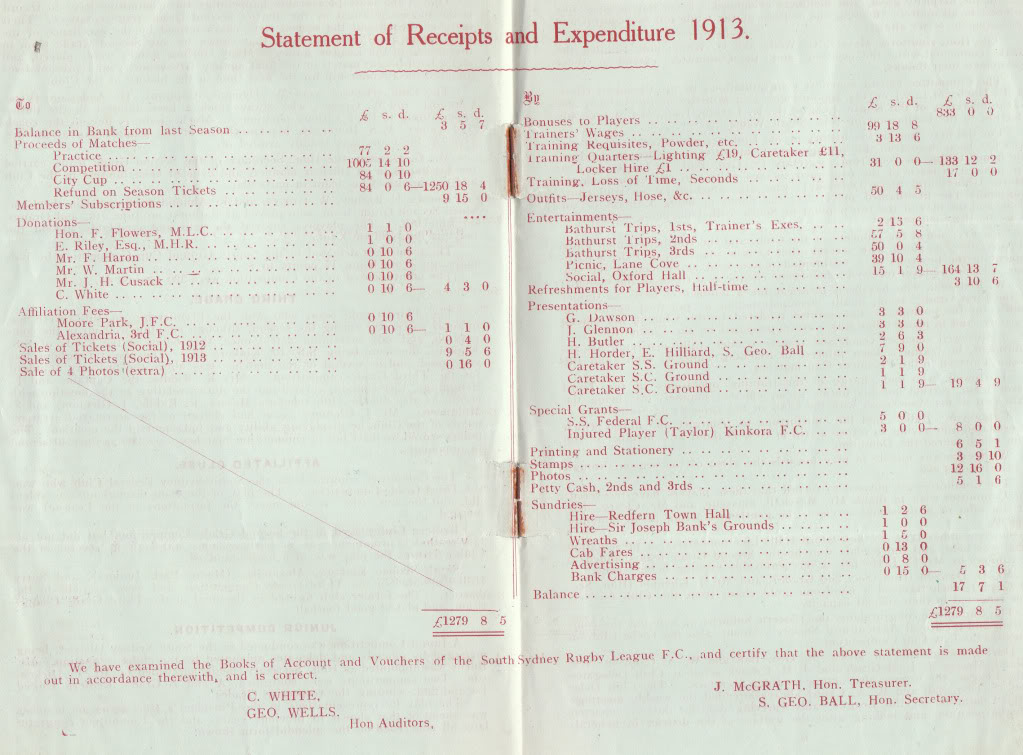 Statement of Receipts and Expenditure 1913.
To
£ s. d. £ s. d.
Balance in Bank from last Season .. .. .. .. .. .. 3 5 7
Proceeds of Matches—
Practice .. .. .. .. .. .. 77 2 2
Competition .. .. .. .. .. .. 1005 14 10
City Cup .. .. .. .. .. .. 84 0 10
Refund on Season Tickets .. .. .. .. .. 84 0 6—1250 18 4
Members' Subscriptions .. .. .. .. .. .. 9 15 0
Donations—
Hon. F. Flowers, M.L.C. .. .. .. .. .. 1 1 0
E. Riley, Esq., M.H.R. .. .. .. .. .. 1 0 0
Mr. F. Haron .. .. .. .. .. .. 0 10 6
Mr. W. Martin .. .. .. .. .. .. 0 10 6
Mr. J. H. Cusack .. .. .. .. .. .. 0 10 6
C. White .. .. .. .. .. .. 0 10 6— 4 3 0
Affiliation Fees—
Moore Park, J.F.C. .. .. .. .. .. 0 10 6
Alexandria, 3rd F.C. .. .. .. .. .. 0 10 6— 1 1 0
Sales of Tickets (Social), 1912 .. .. .. .. .. 0 4 0
Sales of Tickets (Social), 1913 .. .. .. .. .. 9 5 6
Sale of 4 Photos (extra) .. .. .. .. .. .. 0 16 0
£1279 8 5
By
£ s. d. £ s. d.
Bonuses to Players .. .. .. .. .. .. 833 0 0
Trainers' Wages .. .. .. .. .. .. 99 18 8
Training Requisites, Powder, etc. .. .. .. .. 3 13 6
Training Quarters—Lighting £19, Caretaker £11,
Locker Hire £1 .. .. .. .. .. 31 0 0— 133 12 2
Training, Loss of Time, Seconds .. .. .. .. 17 0 0
Outfits—Jerseys, Hose, &c. .. .. .. .. .. 50 4 5
Entertainments—
Bathurst Trips, 1sts, Trainer's Exes. .. .. 2 13 6
Bathurst Trips, 2nds .. .. .. .. .. 57 5 8
Bathurst Trips, 3rds .. .. .. .. .. 50 0 4
Picnic, Lane Cove .. .. .. .. .. 39 10 4
Social, Oxford Hall .. .. .. .. .. 15 1 9— 164 13 7
Refreshments for Players, Half-time .. .. .. .. 3 10 6
Presentations—
G. Dawson .. .. .. .. .. .. 3 3 0
J. Glennon .. .. .. .. .. .. 3 3 0
H. Butler .. .. .. .. .. .. 2 6 3
H. Horder, E. Hilliard, S. Geo. Ball .. .. 7 9 0
Caretaker S.S. Ground .. .. .. .. .. 2 1 9
Caretaker S.C. Ground .. .. .. .. .. 1 1 9
Caretaker S.C. Ground .. .. .. .. .. 1 1 9— 19 4 9
Special Grants—
S.S. Federal F.C. .. .. .. .. .. .. 5 0 0
Injured Player (Taylor) Kinkora F.C. .. .. 3 0 0— 8 0 0
Printing and Stationery .. .. .. .. .. .. 6 5 1
Stamps .. .. .. .. .. .. 3 9 10
Photos .. .. .. .. .. .. 12 16 0
Petty Cash, 2nds and 3rds .. .. .. .. .. 5 1 6
Sundries—
Hire—Redfern Town Hall .. .. .. .. .. 1 2 6
Hire—Sir Joseph Bank's Grounds .. .. .. 1 0 0
Wreaths .. .. .. .. .. .. 1 5 0
Cab Fares .. .. .. .. .. .. 0 13 0
Advertising .. .. .. .. .. .. 0 8 0
Bank Charges .. .. .. .. .. .. 0 15 0— 5 3 6
Balance .. .. .. .. .. .. 17 7 1
£1279 8 5
We have examined the Books of Account and Vouchers of the South Sydney Rugby League F.C., and certify that the above statement is made
out in accordance therewith, and is correct.
C. WHITE,
GEO. WELLS.
Hon Auditors,
J. McGRATH, Hon. Treasurer.
S. GEO. BALL, Hon. Secretary.